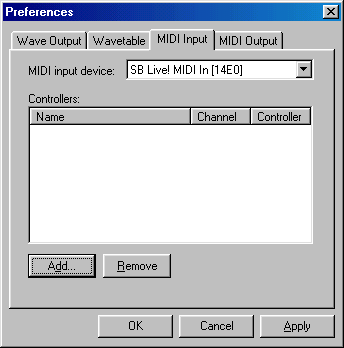 Preferences
Wave Output Wavetable MIDI Input MIDI Output
MIDI input device: SB Live! MIDI In [14E0]
Controllers:
Name Channel Controller
Add... Remove
OK Cancel Apply